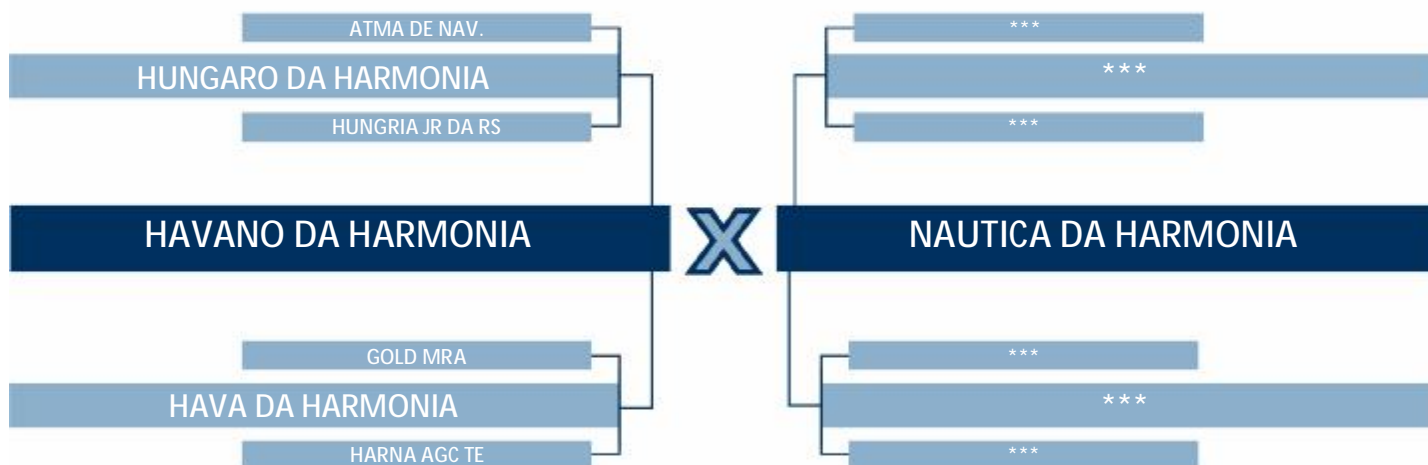 ATMA DE NAV.
HUNGARO DA HARMONIA
HUNGRIA JR DA RS
HAVANO DA HARMONIA
GOLD MRA
HAVA DA HARMONIA
HARNA AGC TE
X
***
***
***
NAUTICA DA HARMONIA
***
***
***